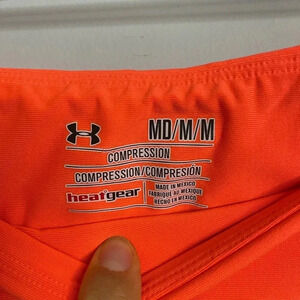 MD/M/M
COMPRESSION
COMPRESSION/COMPRESIÓN
heatgear
MADE IN MEXICO
FABRIQUÉ AU MEXIQUE
HECHO EN MÉXICO